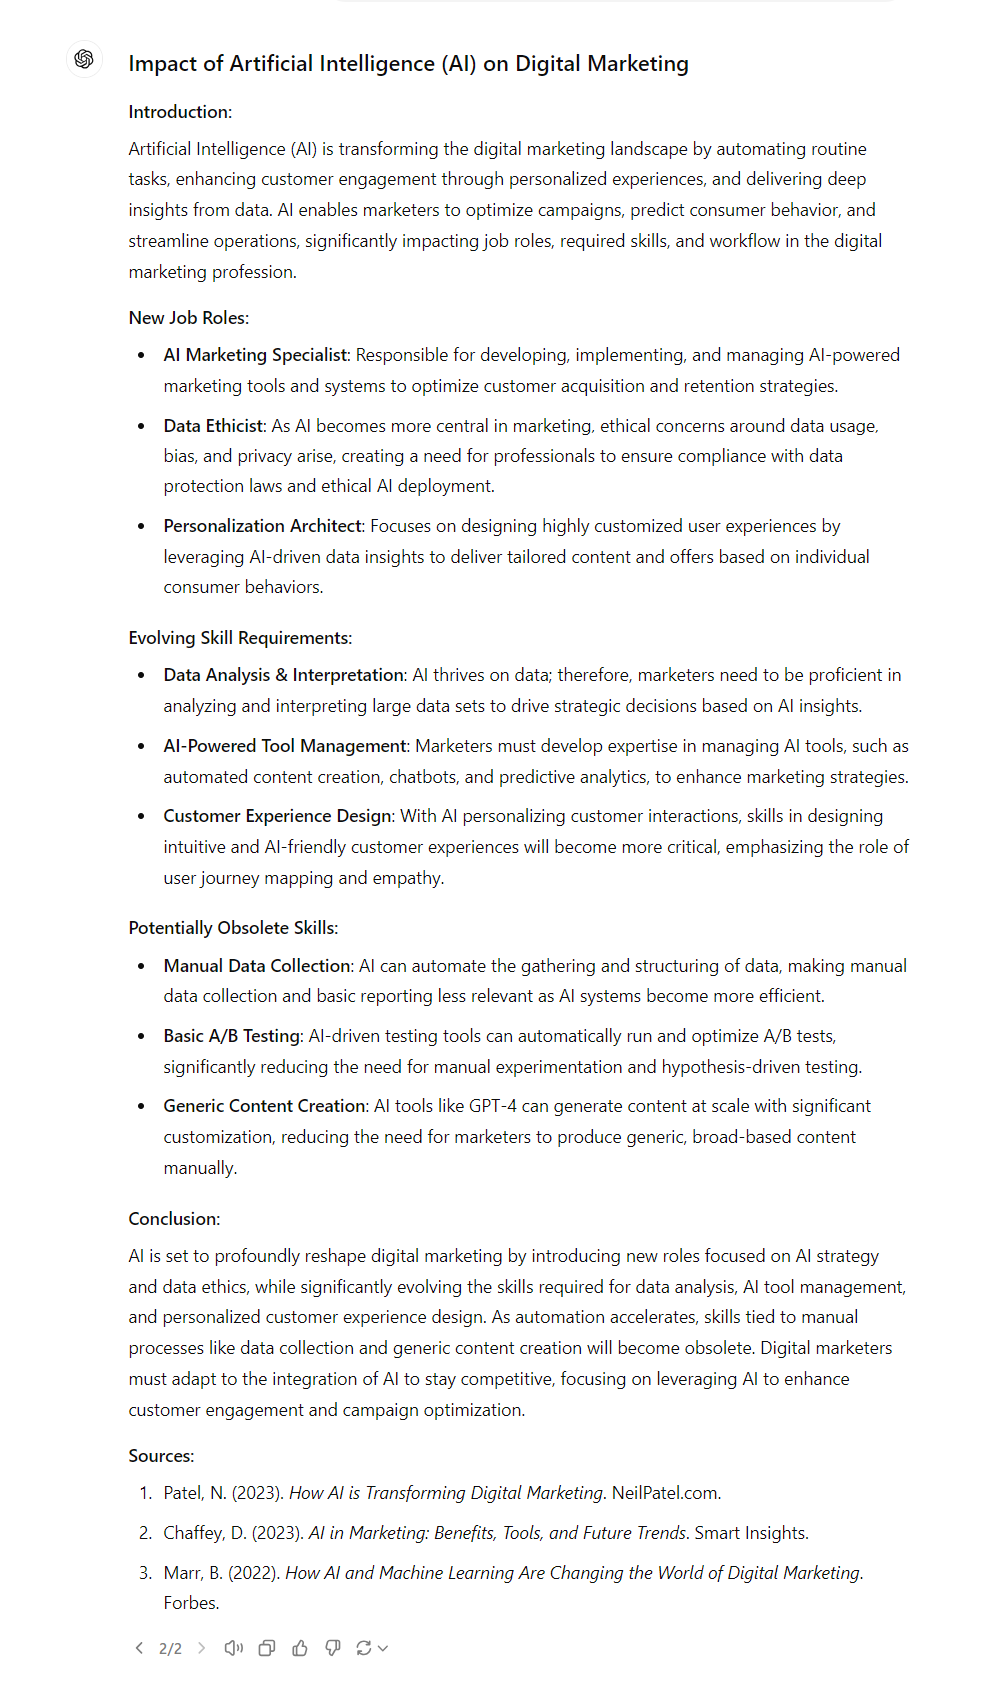 Impact of Artificial Intelligence (AI) on Digital Marketing
Introduction:
Artificial Intelligence (AI) is transforming the digital marketing landscape by automating routine
tasks, enhancing customer engagement through personalized experiences, and delivering deep
insights from data. AI enables marketers to optimize campaigns, predict consumer behavior, and
streamline operations, significantly impacting job roles, required skills, and workflow in the digital
marketing profession.
New Job Roles:
• AI Marketing Specialist: Responsible for developing, implementing, and managing AI-powered
marketing tools and systems to optimize customer acquisition and retention strategies.
• Data Ethicist: As AI becomes more central in marketing, ethical concerns around data usage,
bias, and privacy arise, creating a need for professionals to ensure compliance with data
protection laws and ethical AI deployment.
• Personalization Architect: Focuses on designing highly customized user experiences by
leveraging AI-driven data insights to deliver tailored content and offers based on individual
consumer behaviors.
Evolving Skill Requirements:
• Data Analysis & Interpretation: AI thrives on data; therefore, marketers need to be proficient in
analyzing and interpreting large data sets to drive strategic decisions based on AI insights.
• AI-Powered Tool Management: Marketers must develop expertise in managing AI tools, such as
automated content creation, chatbots, and predictive analytics, to enhance marketing strategies.
• Customer Experience Design: With AI personalizing customer interactions, skills in designing
intuitive and AI-friendly customer experiences will become more critical, emphasizing the role of
user journey mapping and empathy.
Potentially Obsolete Skills:
• Manual Data Collection: AI can automate the gathering and structuring of data, making manual
data collection and basic reporting less relevant as AI systems become more efficient.
• Basic A/B Testing: AI-driven testing tools can automatically run and optimize A/B tests,
significantly reducing the need for manual experimentation and hypothesis-driven testing.
• Generic Content Creation: AI tools like GPT-4 can generate content at scale with significant
customization, reducing the need for marketers to produce generic, broad-based content
manually.
Conclusion:
AI is set to profoundly reshape digital marketing by introducing new roles focused on AI strategy
and data ethics, while significantly evolving the skills required for data analysis, AI tool management,
and personalized customer experience design. As automation accelerates, skills tied to manual
processes like data collection and generic content creation will become obsolete. Digital marketers
must adapt to the integration of AI to stay competitive, focusing on leveraging AI to enhance
customer engagement and campaign optimization.
Sources:
1. Patel, N. (2023). How AI is Transforming Digital Marketing. NeilPatel.com.
2. Chaffey, D. (2023). AI in Marketing: Benefits, Tools, and Future Trends. Smart Insights.
3. Marr, B. (2022). How AI and Machine Learning Are Changing the World of Digital Marketing.
Forbes.
2/2